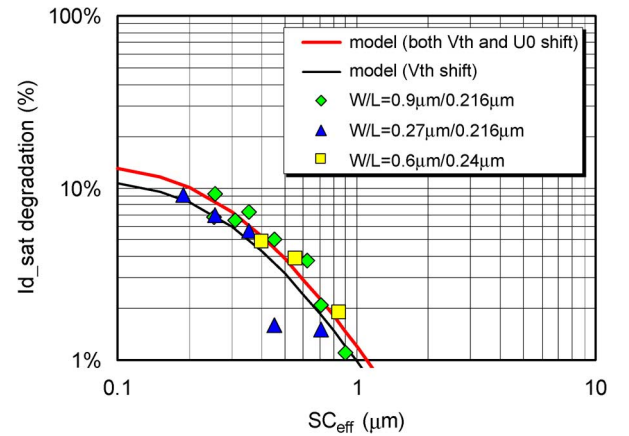 100%
10%
1%
Id_sat degradation (%)
model (both Vth and U0 shift)
model (Vth shift)
W/L=0.9μm/0.216μm
W/L=0.27μm/0.216μm
W/L=0.6μm/0.24μm
0.1
1
10
SCeff (μm)